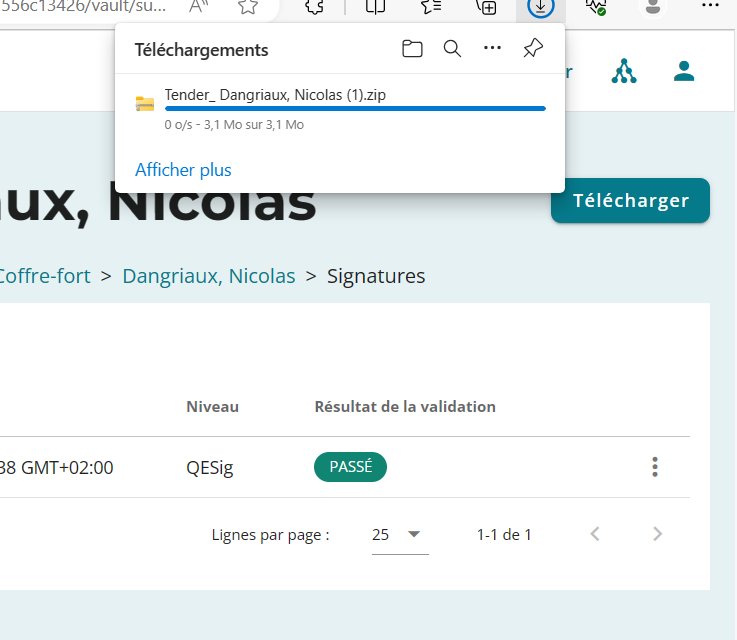 556c13426/vault/su...
Téléchargements
Tender_ Dangriaux, Nicolas (1).zip
0 o/s - 3,1 Mo sur 3,1 Mo
Afficher plus
r
ux, Nicolas
Télécharger
Coffre-fort > Dangriaux, Nicolas > Signatures
Niveau Résultat de la validation
38 GMT+02:00 QESig PASSÉ
Lignes par page : 25 1-1 de 1